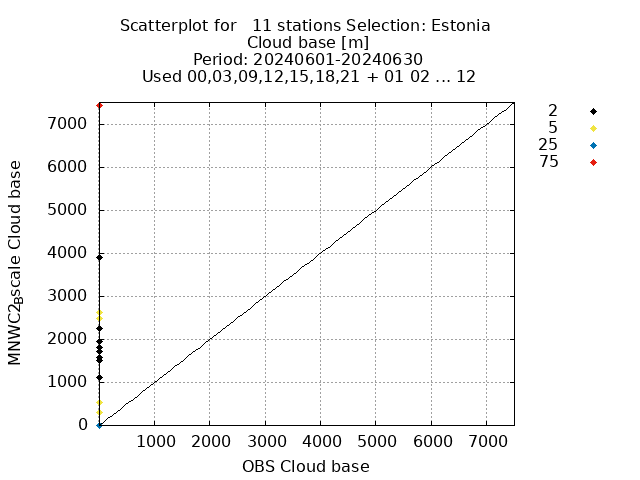 Scatterplot for   11 stations Selection: Estonia
Cloud base [m]
Period: 20240601-20240630
Used 00,03,09,12,15,18,21 + 01 02 ... 12
2
5
25
75
7000
6000
5000
4000
3000
2000
1000
0
1000 2000 3000 4000 5000 6000 7000
MNWC2Bscale Cloud base
OBS Cloud base